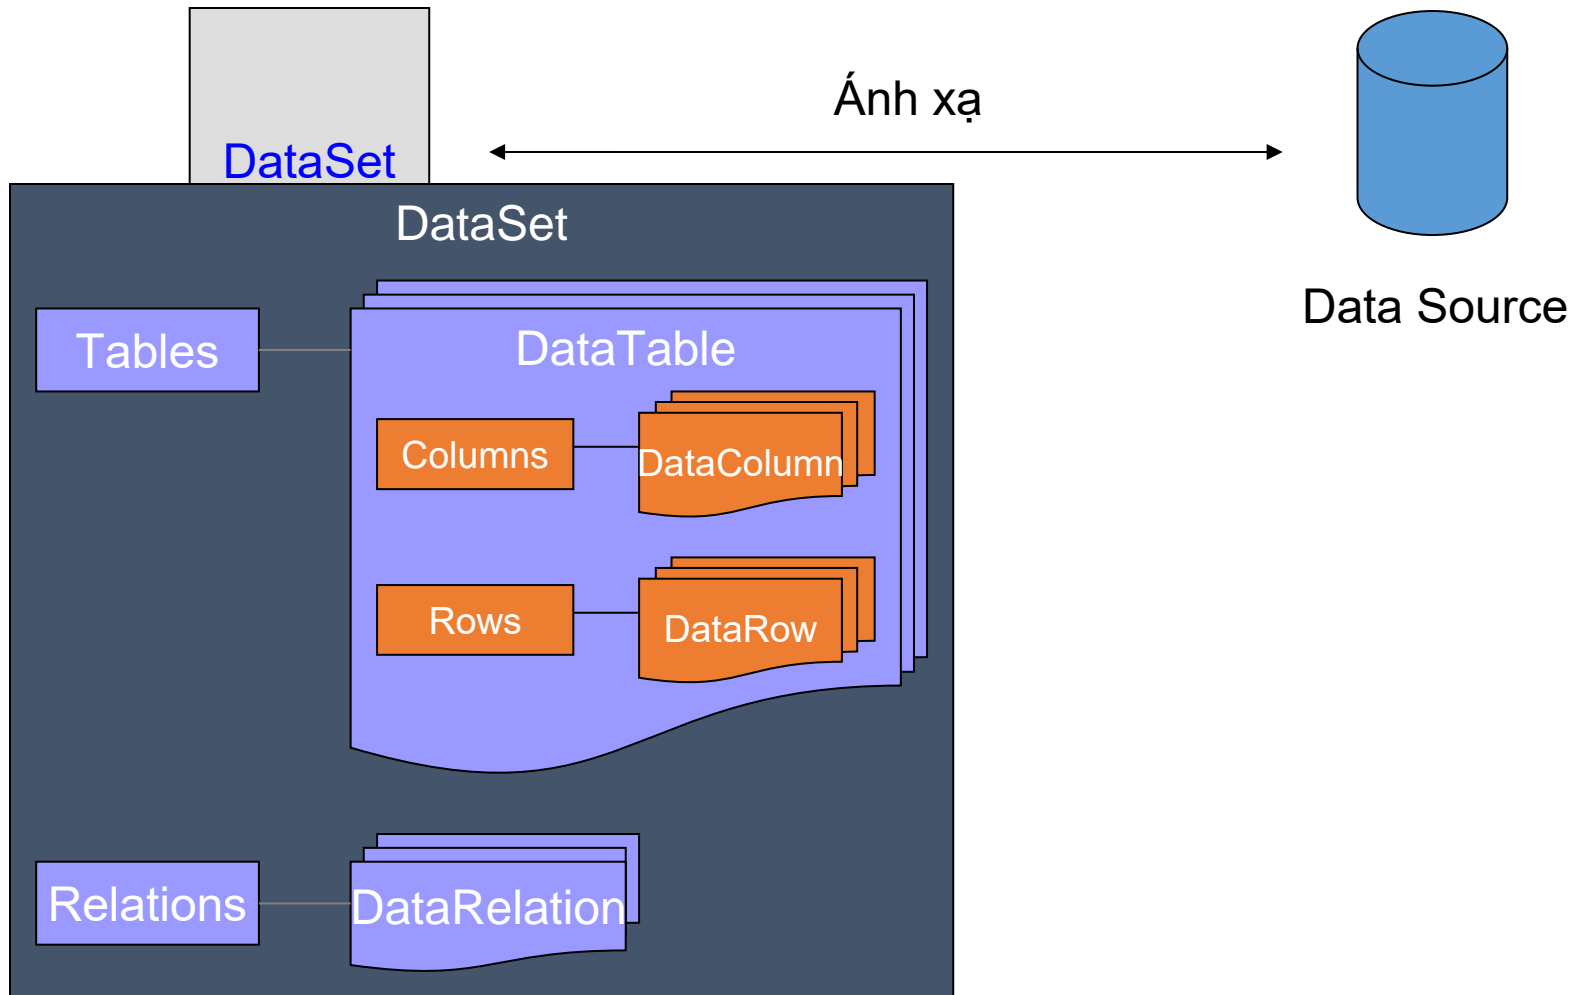 Ánh xạ
DataSet
DataSet
Data Source
Tables
DataTable
Columns
DataColumn
Rows
DataRow
Relations
DataRelation